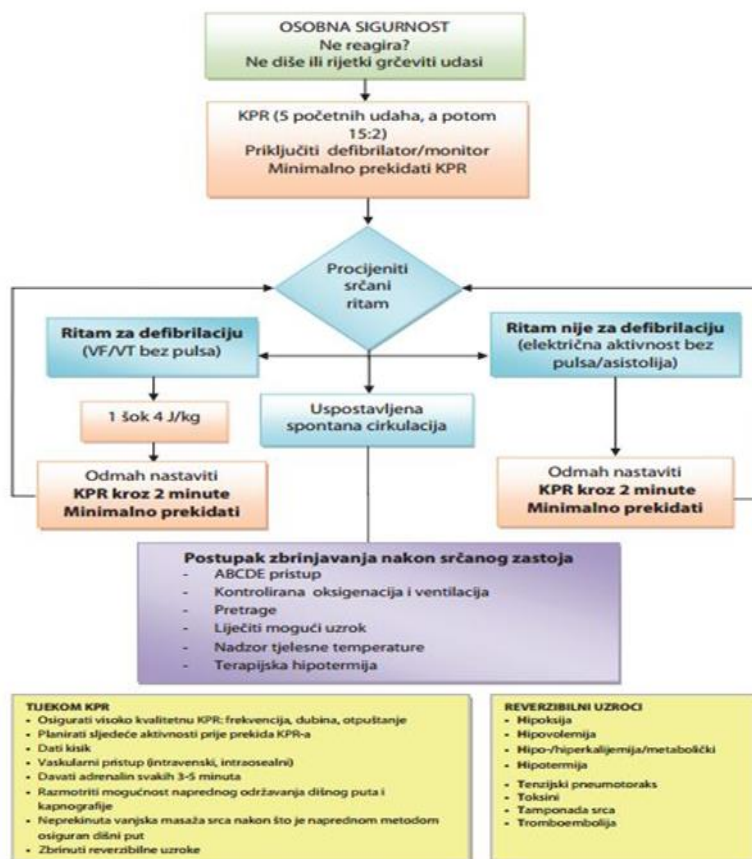 OSOBNA SIGURNOST
Ne reagira?
Ne diše ili rijetki grčeviti udasi
KPR (5 početnih udaha, a potom
15:2)
Priključiti defibrilator/monitor
Minimalno prekidati KPR
Procijeniti
srčani
ritam
Ritam za defibrilaciju
(VF/VT bez pulsa)
Ritam nije za defibrilaciju
(električna aktivnost bez
pulsa/asistolija)
1 šok 4 J/kg
Uspostavljena
spontana cirkulacija
Odmah nastaviti
KPR kroz 2 minute
Minimalno prekidati
Odmah nastaviti
KPR kroz 2 minute
Minimalno prekidati
Postupak zbrinjavanja nakon srčanog zastoja
- ABCDE pristup
- Kontrolirana oksigenacija i ventilacija
- Pretrage
- Liječiti mogući uzrok
- Nadzor tjelesne temperature
- Terapijska hipotermija
TIJEKOM KPR
• Osigurati visoko kvalitetnu KPR: frekvencija, dubina, otpuštanje
• Planirati sljedeće aktivnosti prije prekida KPR-a
• Dati kisik
• Vaskularni pristup (intravenski, intraosealni)
• Davati adrenalin svakih 3-5 minuta
• Razmotriti mogućnost naprednog održavanja dišnog puta i
kapnografije
• Neprekinuta vanjska masaža srca nakon što je naprednom metodom
osiguran dišni put
• Zbrinuti reverzibilne uzroke
REVERZIBILNI UZROCI
• Hipoksija
• Hipovolemija
• Hipo-/hiperkalijemija/metabolički
• Hipotermija
• Tenzijski pneumotoraks
• Toksini
• Tamponada srca
• Tromboembolija